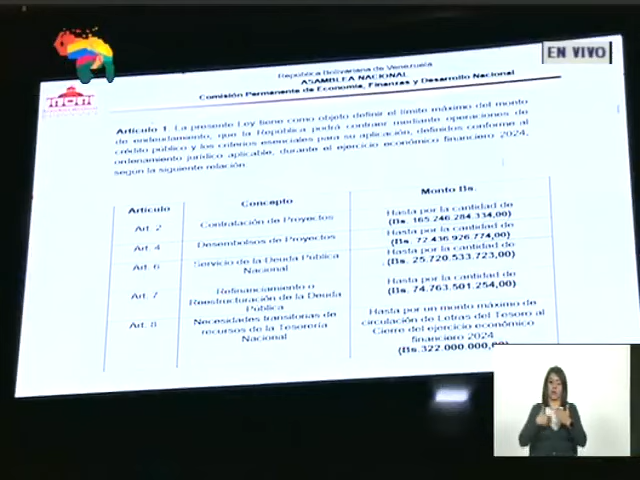 EN VIVO
República Bolivariana de Venezuela
ASAMBLEA NACIONAL
Comisión Permanente de Economía, Finanzas y Desarrollo Nacional
Artículo 1. La presente Ley tiene como objeto definir el límite máximo del monto
de endeudamiento, que la República podrá contraer mediante operaciones de
crédito público y los criterios esenciales para su aplicación, definidos conforme al
ordenamiento jurídico aplicable, durante el ejercicio económico financiero 2024,
según la siguiente relación:
Artículo Concepto Monto Bs.
Art. 2 Contratación de Proyectos Hasta por la cantidad de
(Bs. 165.246.284.334,00)
Art. 4 Desembolsos de Proyectos Hasta por la cantidad de
(Bs. 72.436.926.774,00)
Art. 6 Servicio de la Deuda Pública
Nacional
Hasta por la cantidad de
(Bs. 25.720.533.723,00)
Art. 7 Refinanciamiento o
Reestructuración de la Deuda
Pública
Hasta por la cantidad de
(Bs. 74.763.501.254,00)
Art. 8 Necesidades transitorias de
recursos de la Tesorería
Nacional
Hasta por un monto máximo de
circulación de Letras del Tesoro al
Cierre del ejercicio económico
financiero 2024
(Bs.322.000.000,00